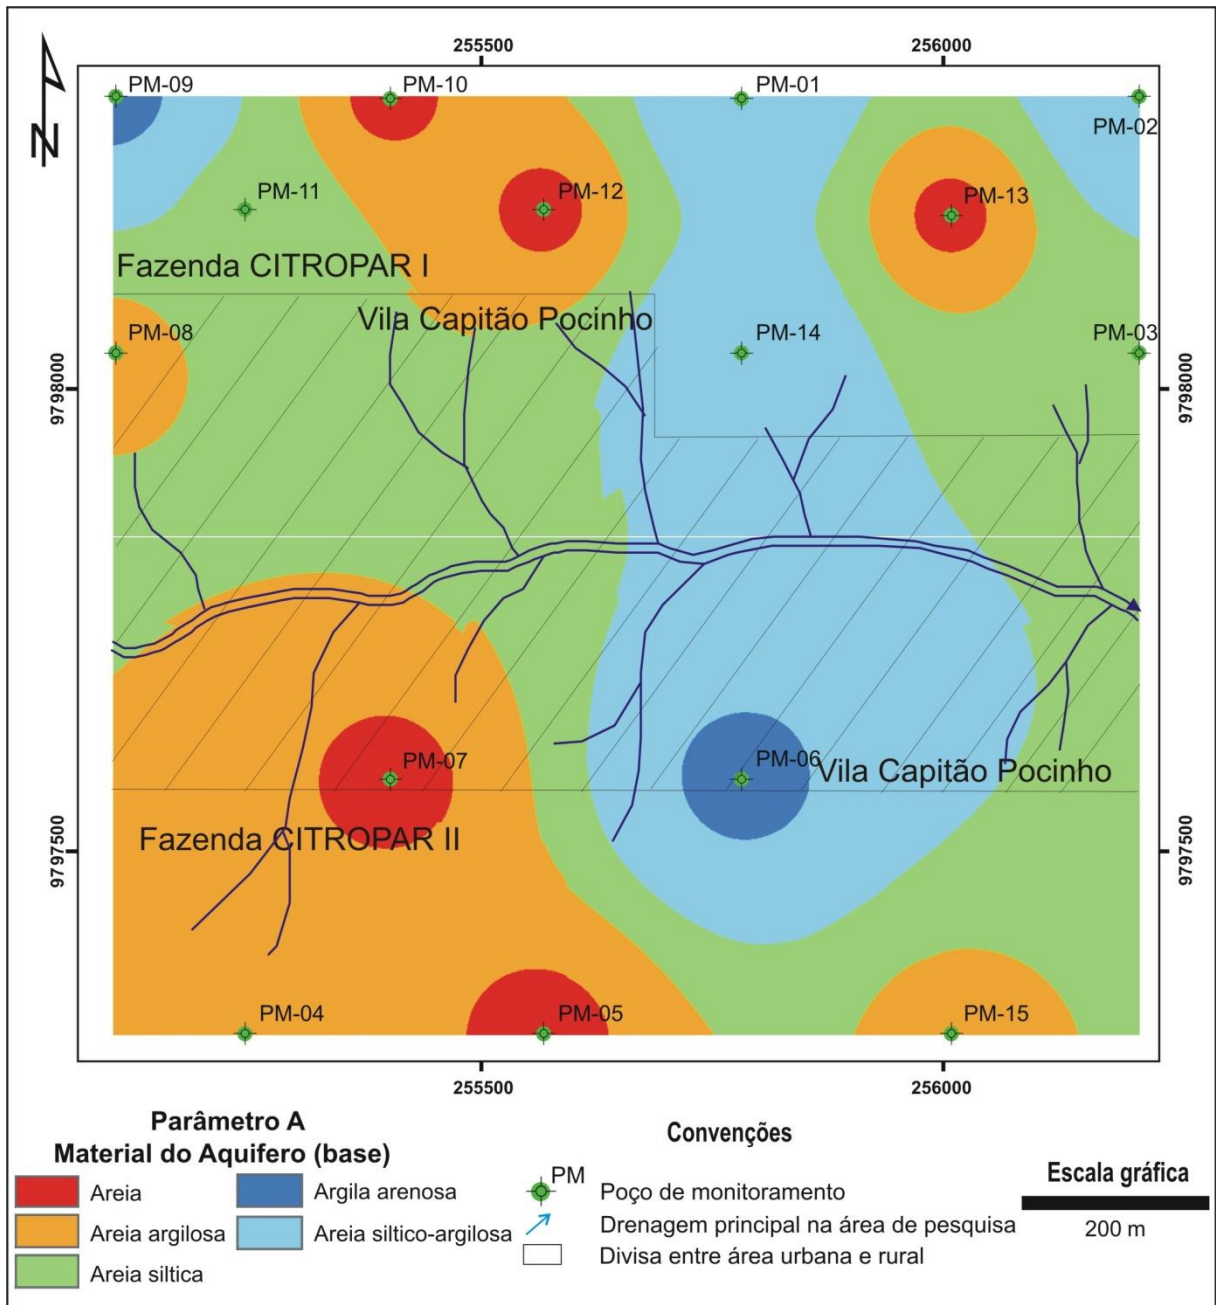 255500
256000
PM-09
PM-10
PM-01
PM-02
N
PM-11
PM-12
PM-13
Fazenda CITROPAR I
Vila Capitão Pocinho
PM-08
PM-14
PM-03
9798000
9798000
PM-07
PM-06
Vila Capitão Pocinho
Fazenda CITROPAR II
9797500
9797500
PM-04
PM-05
PM-15
255500
256000
Parâmetro A
Material do Aquifero (base)
Areia
Areia argilosa
Areia siltica
Argila arenosa
Areia siltico-argilosa
Convenções
PM
Poço de monitoramento
Drenagem principal na área de pesquisa
Divisa entre área urbana e rural
Escala gráfica
200 m